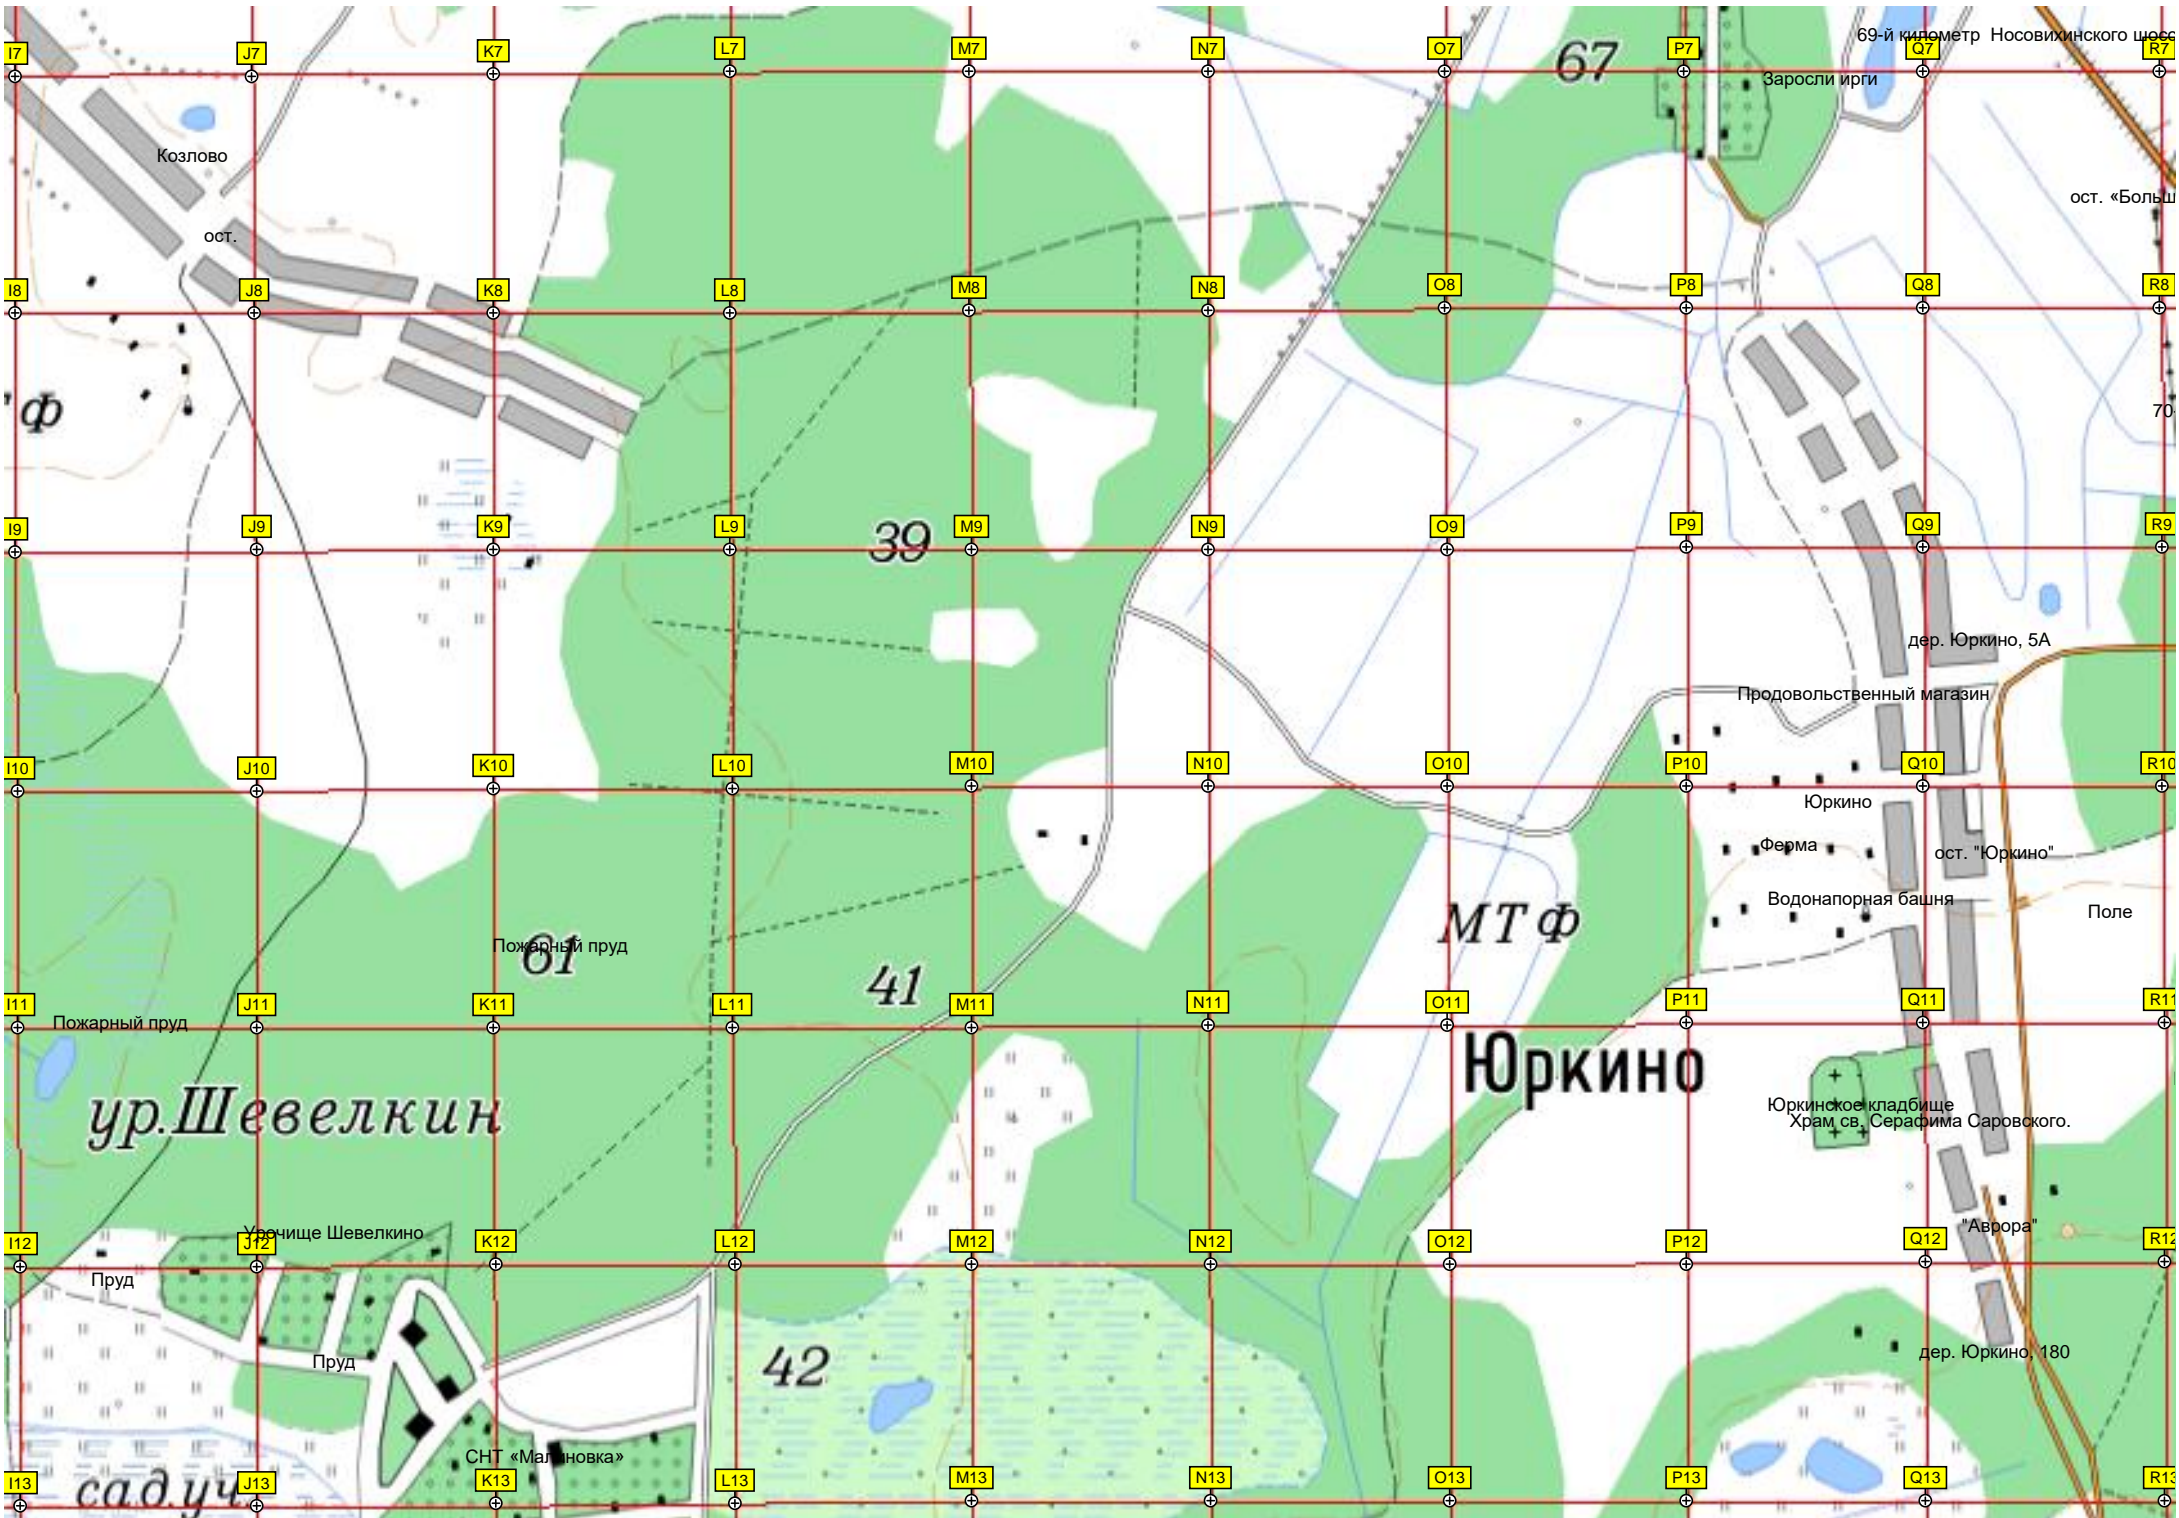 69-й километр Носовихинского шосс
I7 J7 K7 L7 M7 N7 O7 P7 Q7 R7
67
Заросли ирги
Козлово
ост. «Больш
ост.
I8 J8 K8 L8 M8 N8 O8 P8 Q8 R8
Ф
70-
I9 J9 K9 L9 M9 N9 O9 P9 Q9 R9
39
дер. Юркино, 5А
Продовольственный магазин
I10 J10 K10 L10 M10 N10 O10 P10 Q10 R10
Юркино
Ферма
ост. "Юркино"
Водонапорная башня
Поле
МТФ
61
Пожарный пруд
41
I11 J11 K11 L11 M11 N11 O11 P11 Q11 R11
Пожарный пруд
Юркино
ур.Шевелкин
Юркинское кладбище
Храм св. Серафима Саровского.
"Аврора"
Урочище Шевелкино
I12 J12 K12 L12 M12 N12 O12 P12 Q12 R12
Пруд
дер. Юркино, 180
Пруд
42
СНТ «Малиновка»
I13 J13 K13 L13 M13 N13 O13 P13 Q13 R13
сад.уч.